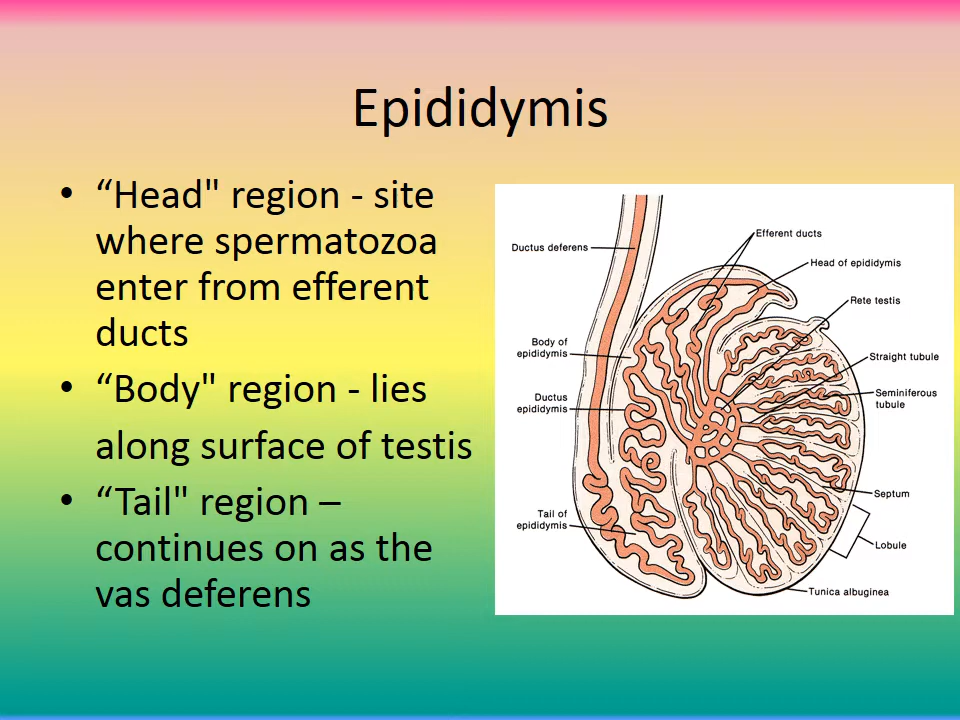 Epididymis
• “Head" region - site
where spermatozoa
enter from efferent
ducts
• “Body" region - lies
along surface of testis
• “Tail" region –
continues on as the
vas deferens
Ductus deferens
Efferent ducts
Head of epididymis
Rete testis
Body of
epididymis
Straight tubule
Seminiferous
tubule
Ductus
epididymis
Septum
Tail of
epididymis
Lobule
Tunica albuginea